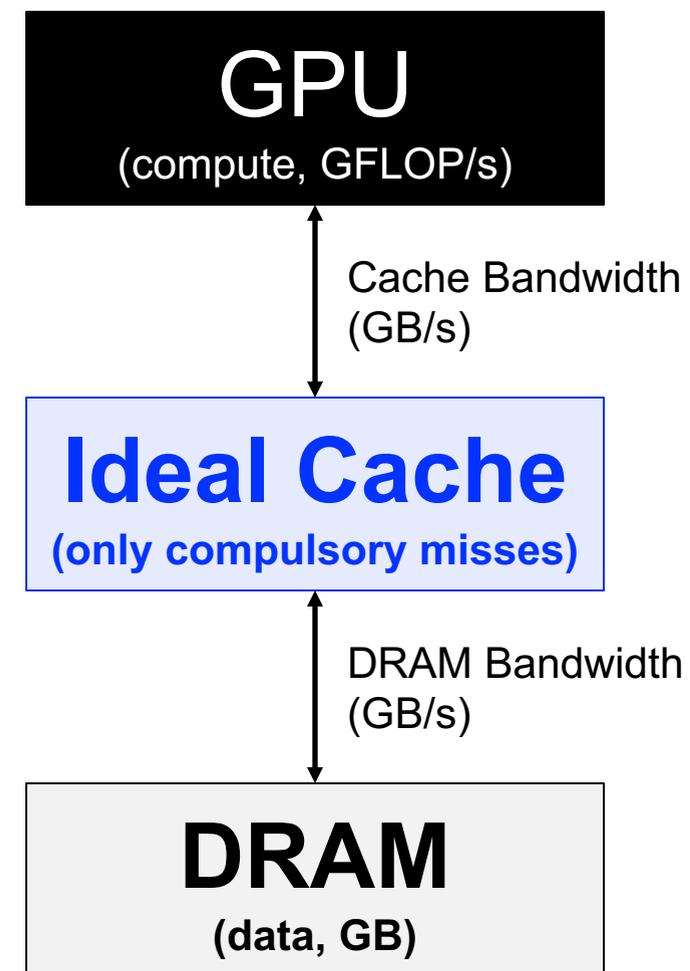 GPU
(compute, GFLOP/s)
Cache Bandwidth
(GB/s)
Ideal Cache
(only compulsory misses)
DRAM Bandwidth
(GB/s)
DRAM
(data, GB)